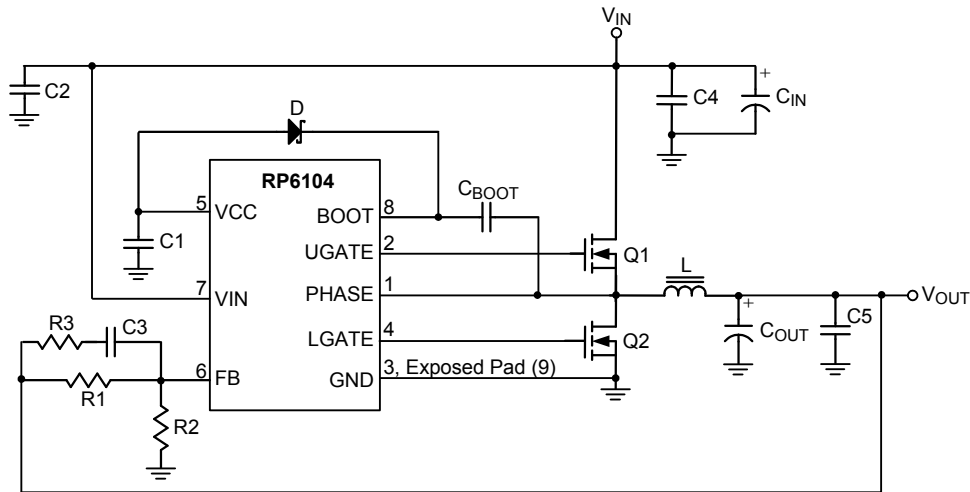 VIN
C2
C4
+
CIN
D
RP6104
CBOOT
5
VCC
BOOT
8
C1
UGATE
2
Q1
7
VIN
PHASE
1
L
VOUT
R3
C3
LGATE
4
Q2
+
COUT
C5
6
FB
GND
3, Exposed Pad (9)
R1
R2